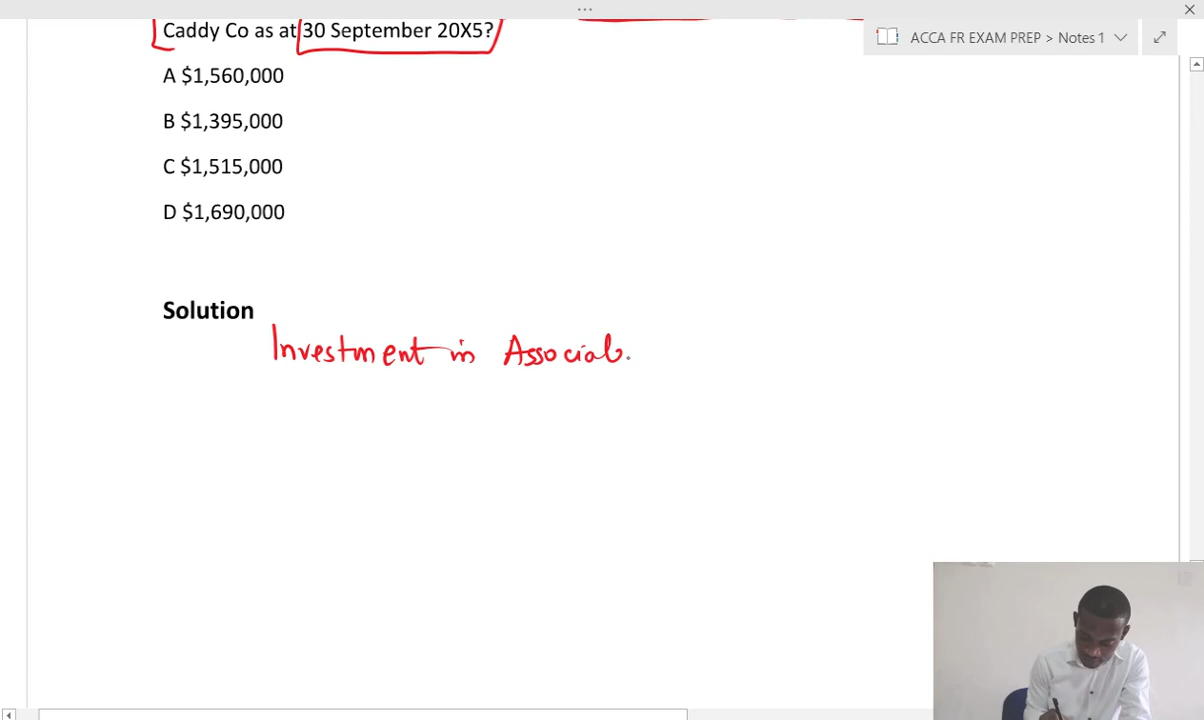 Caddy Co as at 30 September 20X5?
ACCA FR EXAM PREP > Notes 1
A $1,560,000
B $1,395,000
C $1,515,000
D $1,690,000
Solution
Investment in Associate